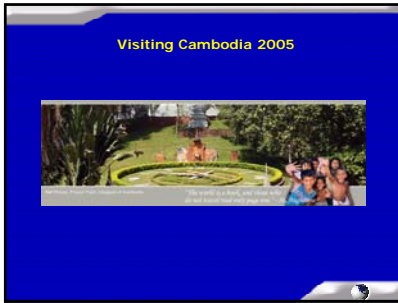 Visiting Cambodia 2005
"The world is a book, and those who
do not travel read only page one."